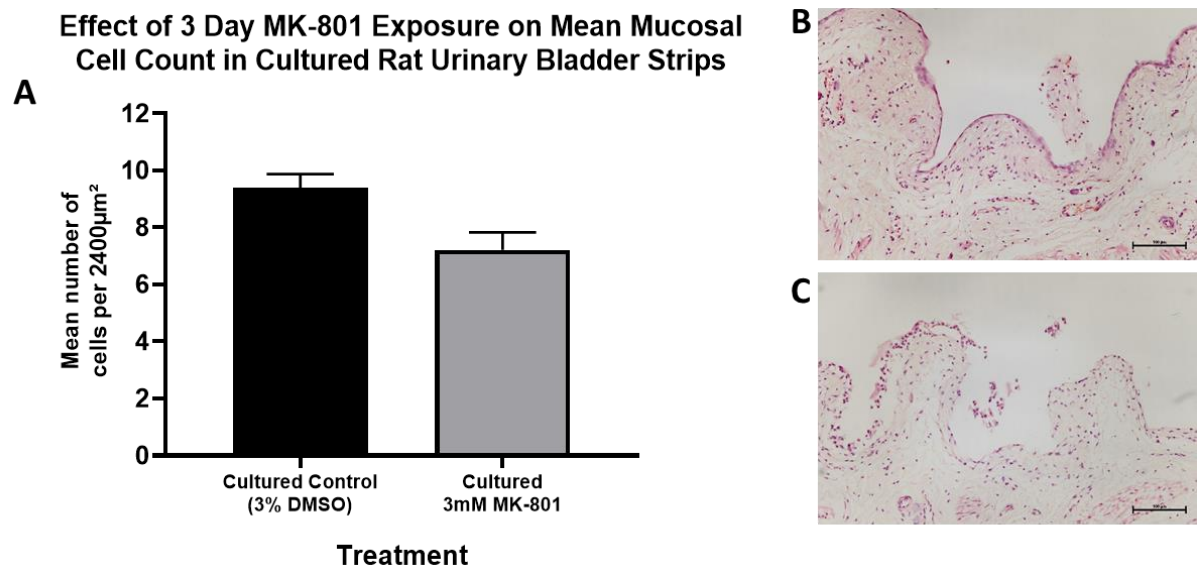 Effect of 3 Day MK-801 Exposure on Mean Mucosal
Cell Count in Cultured Rat Urinary Bladder Strips
A
Mean number of
cells per 2400µm²
12
10
8
6
4
2
0
Cultured Control
(3% DMSO)
Cultured
3mM MK-801
Treatment
B
C